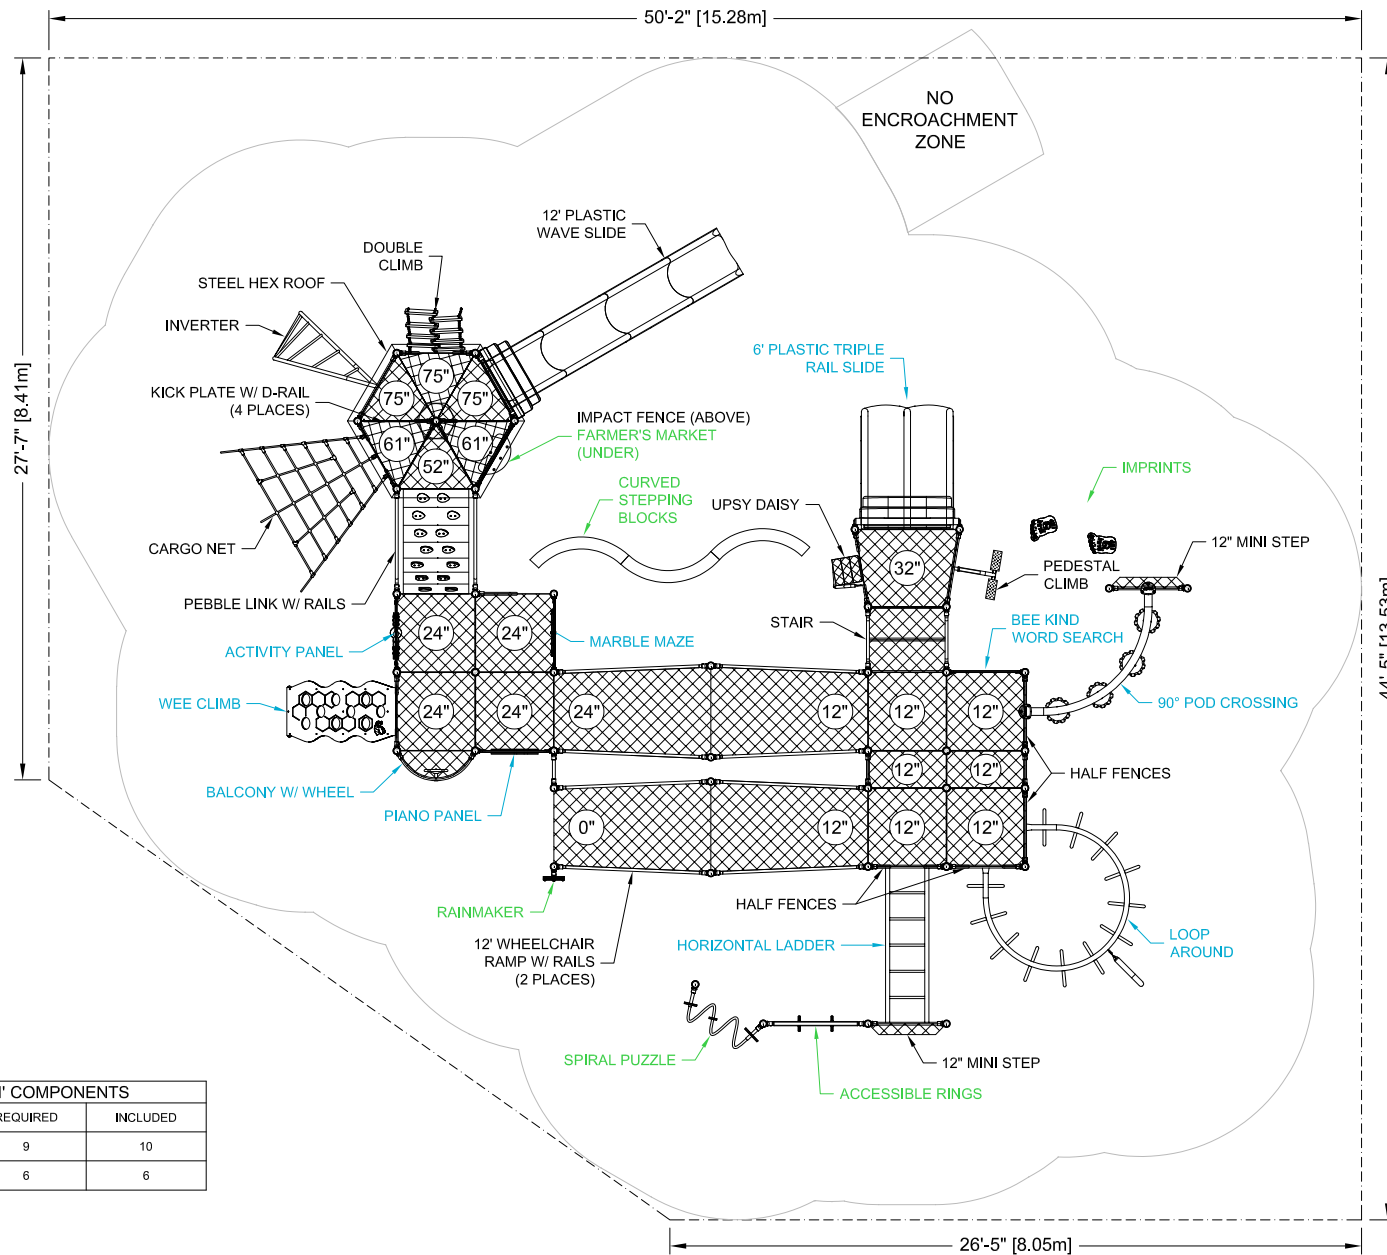 50'-2" [15.28m]
NO
ENCROACHMENT
ZONE
12' PLASTIC
WAVE SLIDE
DOUBLE
CLIMB
STEEL HEX ROOF
INVERTER
6' PLASTIC TRIPLE
RAIL SLIDE
27'-7" [8.41m]
75"
75"
75"
KICK PLATE W/ D-RAIL
(4 PLACES)
IMPACT FENCE (ABOVE)
FARMER'S MARKET
(UNDER)
61"
61"
52"
IMPRINTS
CURVED
STEPPING
BLOCKS
UPSY DAISY
CARGO NET
12" MINI STEP
32"
PEDESTAL
CLIMB
44'-5" [13.53m]
PEBBLE LINK W/ RAILS
STAIR
BEE KIND
WORD SEARCH
24"
24"
MARBLE MAZE
ACTIVITY PANEL
WEE CLIMB
24"
24"
24"
12"
12"
12"
90° POD CROSSING
12"
12"
HALF FENCES
BALCONY W/ WHEEL
PIANO PANEL
0"
12"
12"
12"
RAINMAKER
HALF FENCES
12' WHEELCHAIR
RAMP W/ RAILS
(2 PLACES)
HORIZONTAL LADDER
LOOP
AROUND
SPIRAL PUZZLE
12" MINI STEP
ACCESSIBLE RINGS
COMPONENTS
REQUIRED INCLUDED
9 10
6 6
26'-5" [8.05m]